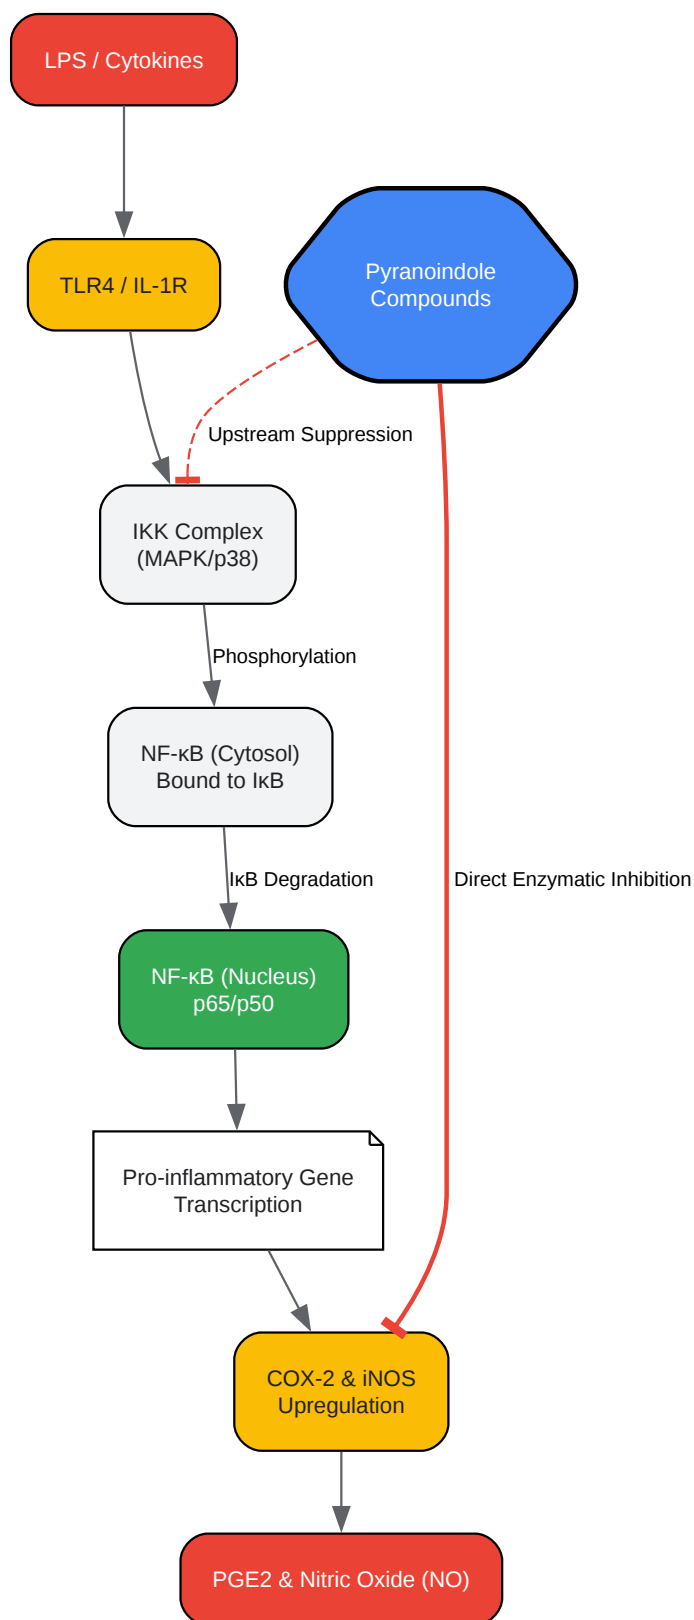 LPS / Cytokines
TLR4 / IL-1R
Pyranoindole
Compounds
Upstream Suppression
IKK Complex
(MAPK/p38)
Phosphorylation
NF-κB (Cytosol)
Bound to IκB
IκB Degradation
Direct Enzymatic Inhibition
NF-κB (Nucleus)
p65/p50
Pro-inflammatory Gene
Transcription
COX-2 & iNOS
Upregulation
PGE2 & Nitric Oxide (NO)